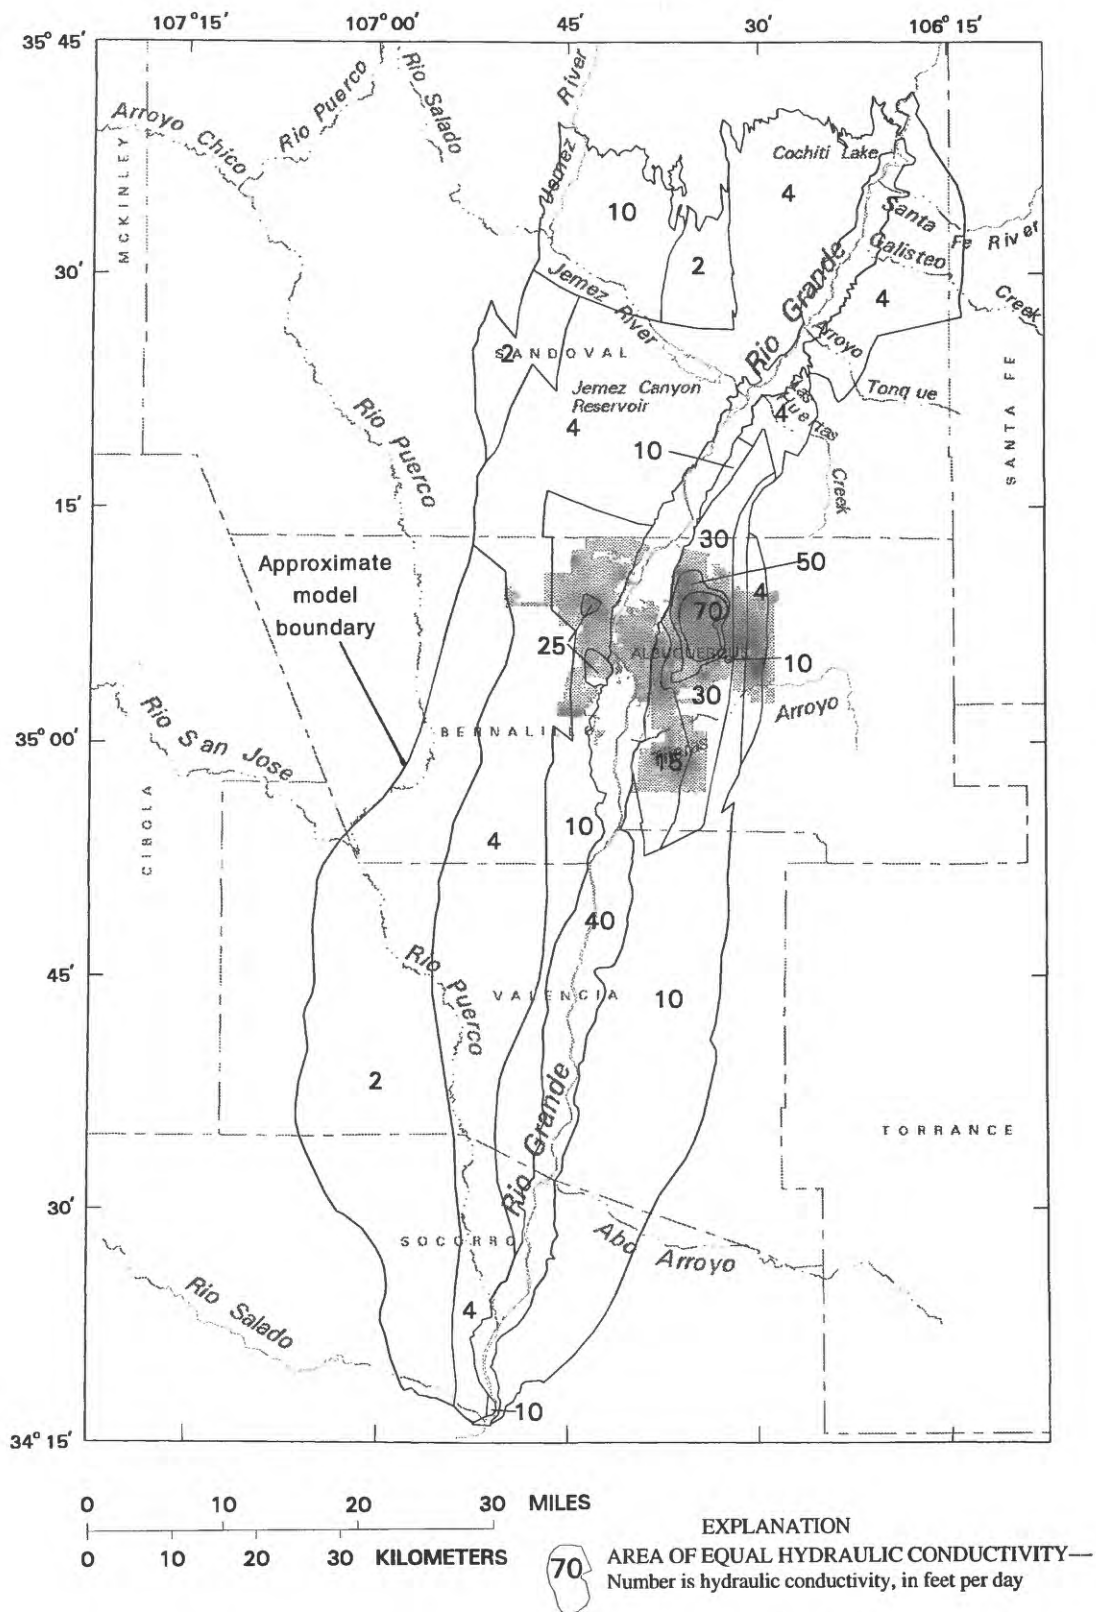 107°15′ 107°00′ 45′ 30′ 106°15′
35°45′
Rio Puerco
Rio Salado
River
Jemez
Arroyo Chico
MCKINLEY
Cochiti Lake
4
10
Santa Fe River
2
Galisteo Creek
30′
Jemez River
Rio Grande
4
Arroyo
Tonque
2
SANDOVAL
Jemez Canyon
Reservoir
4
Las Huertas Creek
4
SANTA FE
Rio Puerco
10
15′
30
50
Approximate
model
boundary
4
70
25
ALBUQUERQUE
10
30
Rio San Jose
Arroyo
35°00′
BERNALILLO
15
CIBOLA
10
4
40
Rio Puerco
45′
VALENCIA
10
2
Rio Grande
TORRANCE
30′
Abo Arroyo
SOCORRO
Rio Salado
4
10
34°15′
0 10 20 30 MILES
0 10 20 30 KILOMETERS
EXPLANATION
70
AREA OF EQUAL HYDRAULIC CONDUCTIVITY—
Number is hydraulic conductivity, in feet per day